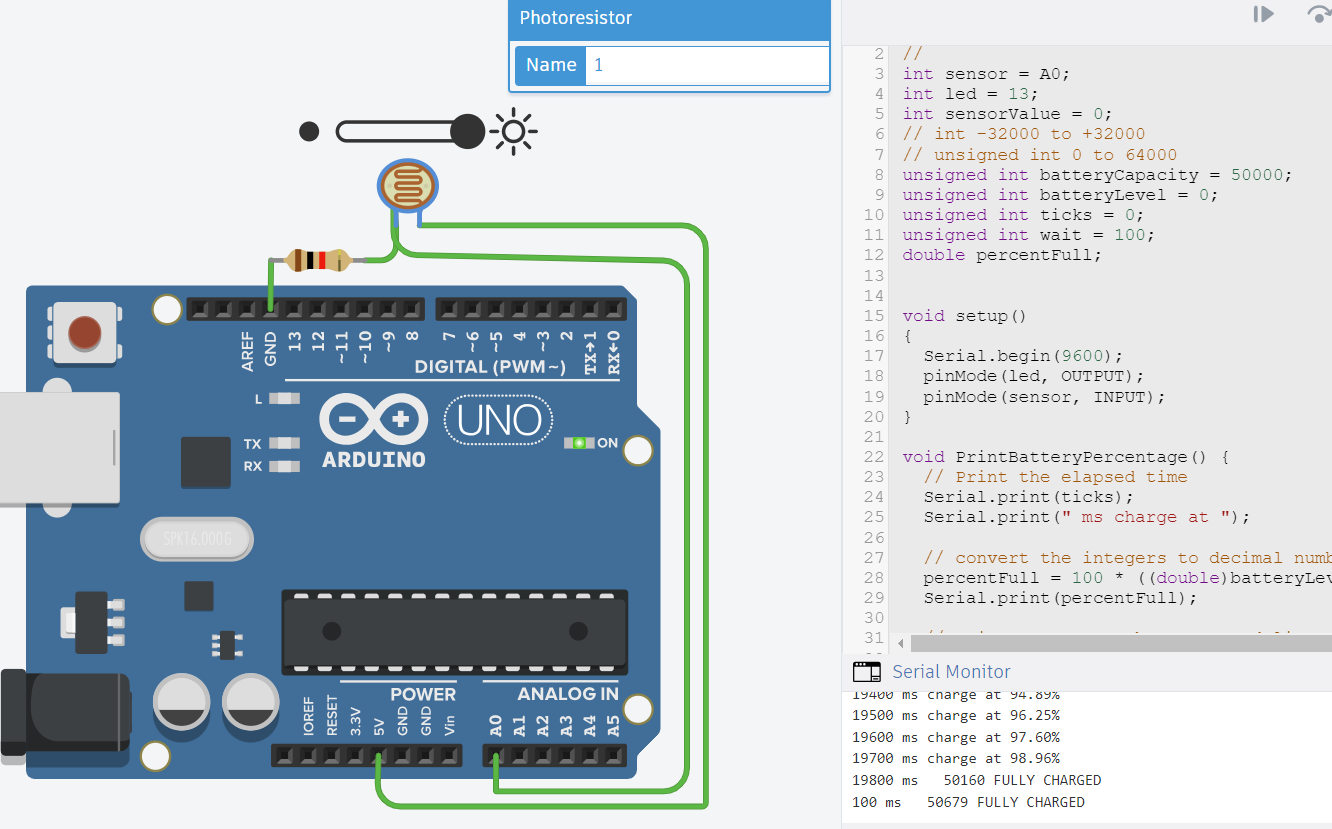 Photoresistor
Name 1
AREF
GND
13
12
~11
~10
~9
8
7
~6
~5
4
~3
2
TX→1
RX←0
DIGITAL (PWM~)
L
TX
RX
ARDUINO
UNO
ON
SPKT6.000G
POWER
ANALOG IN
IOREF
RESET
3.3V
5V
GND
GND
Vin
A0
A1
A2
A3
A4
A5
2 //
3 int sensor = A0;
4 int led = 13;
5 int sensorValue = 0;
6 // int -32000 to +32000
7 // unsigned int 0 to 64000
8 unsigned int batteryCapacity = 50000;
9 unsigned int batteryLevel = 0;
10 unsigned int ticks = 0;
11 unsigned int wait = 100;
12 double percentFull;
13
14
15 void setup()
16 {
17 Serial.begin(9600);
18 pinMode(led, OUTPUT);
19 pinMode(sensor, INPUT);
20 }
21
22 void PrintBatteryPercentage() {
23 // Print the elapsed time
24 Serial.print(ticks);
25 Serial.print(" ms charge at ");
26
27 // convert the integers to decimal numb
28 percentFull = 100 * ((double)batteryLev
29 Serial.print(percentFull);
30
31
Serial Monitor
19400 ms charge at 94.89%
19500 ms charge at 96.25%
19600 ms charge at 97.60%
19700 ms charge at 98.96%
19800 ms 50160 FULLY CHARGED
100 ms 50679 FULLY CHARGED